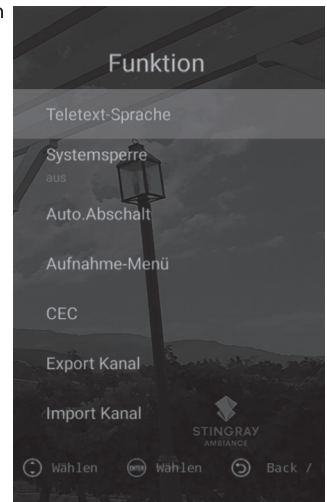 n
Funktion
Teletext-Sprache
Systemsperre
aus
Auto.Abschalt
Aufnahme-Menü
CEC
Export Kanal
Import Kanal
STINGRAY
AMBIANCE
Wählen ENTER Wählen Back /